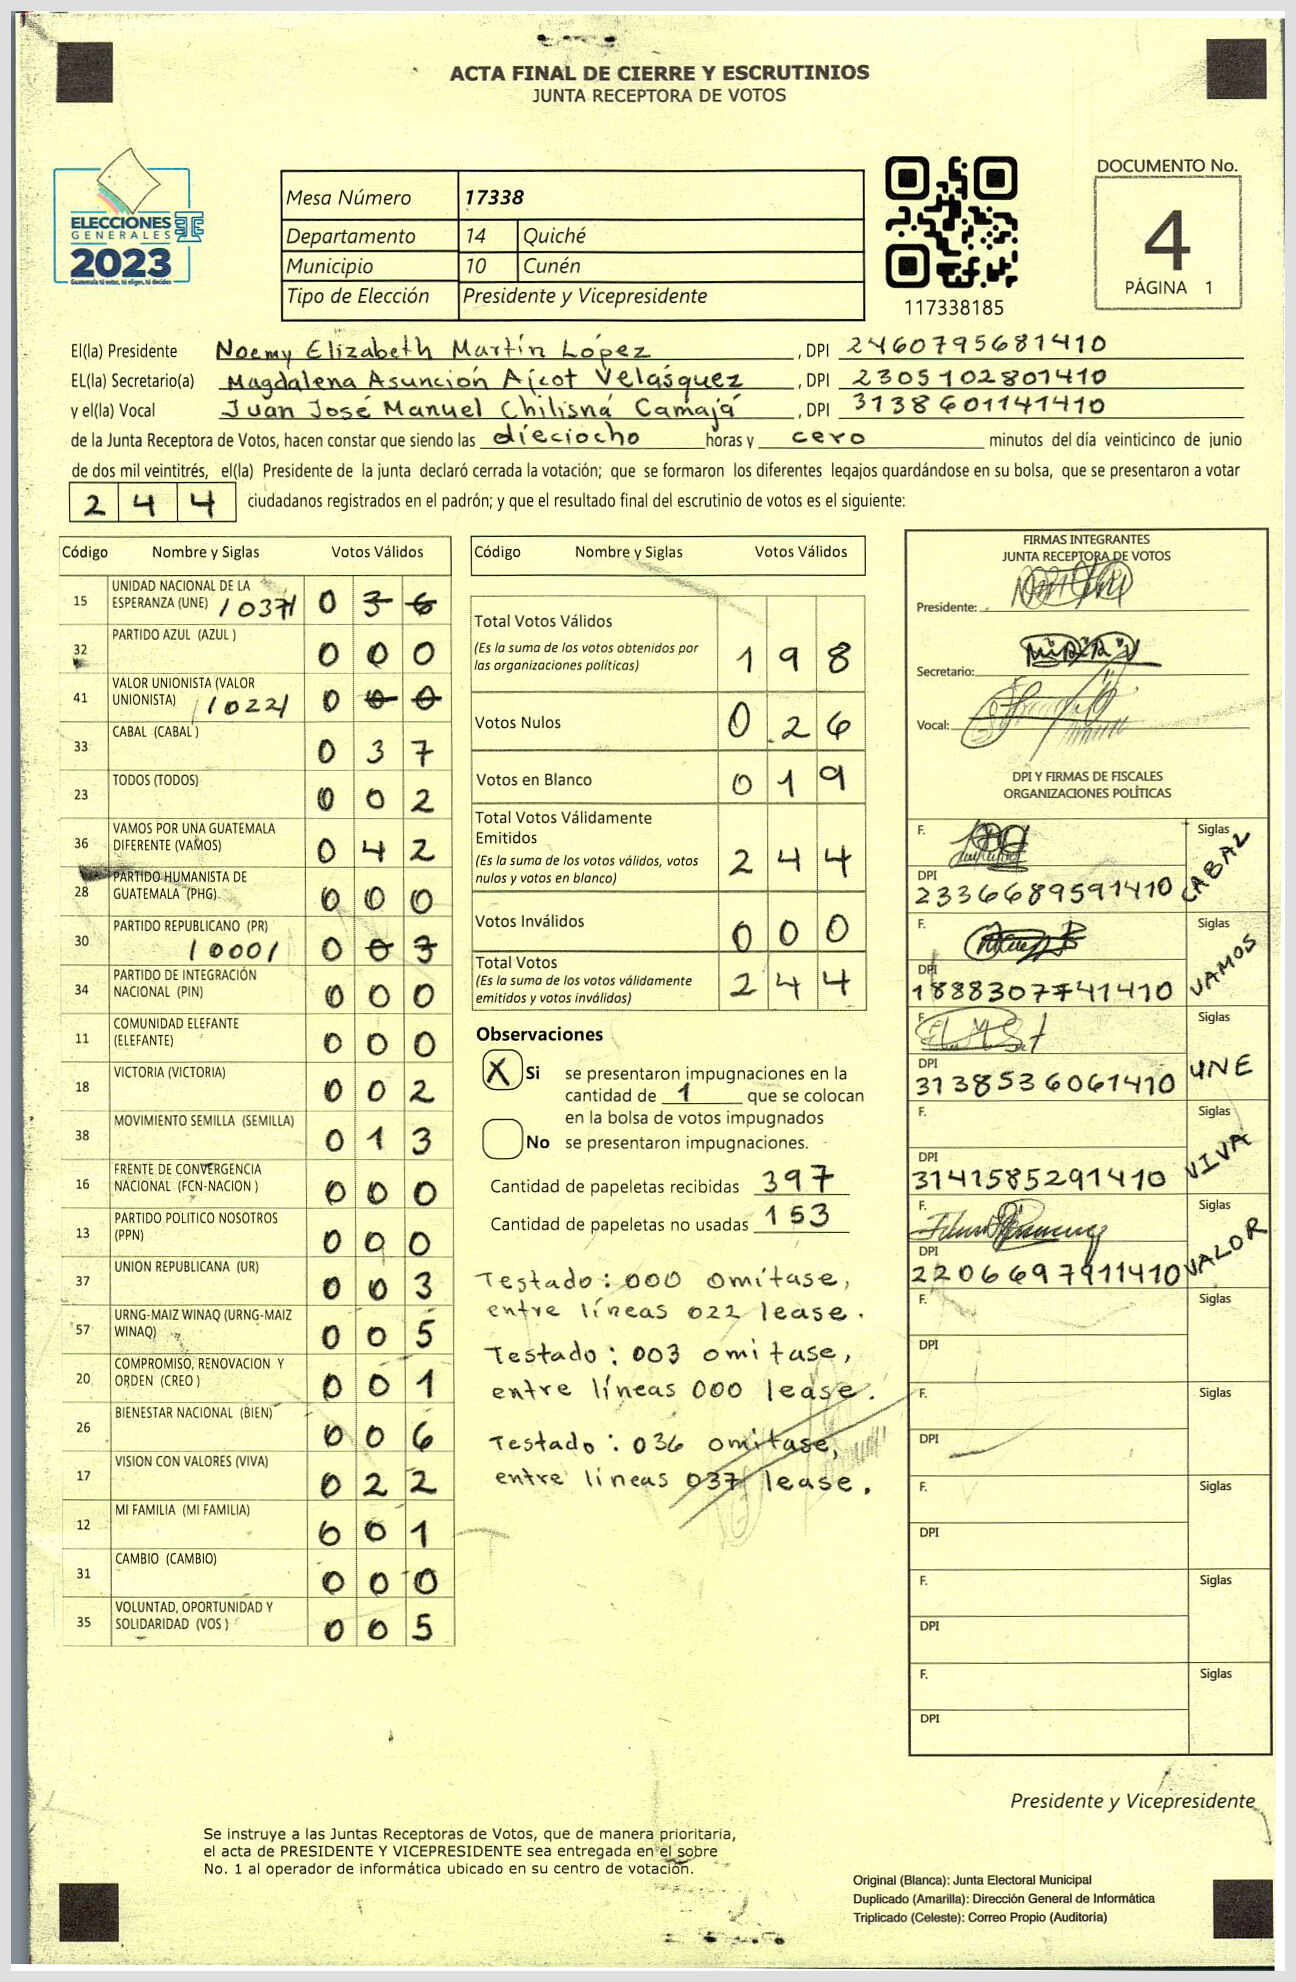 ACTA FINAL DE CIERRE Y ESCRUTINIOS
JUNTA RECEPTORA DE VOTOS
ELECCIONES
GENERALES
2023
Guatemala tú votas, tú eliges, tú decides
Mesa Número 17338
Departamento 14 Quiché
Municipio 10 Cunén
Tipo de Elección Presidente y Vicepresidente
117338185
DOCUMENTO No.
4
PÁGINA 1
El(la) Presidente Noemy Elizabeth Martín López, DPI 2460795681410
EL(la) Secretario(a) Magdalena Asunción Ajcot Velásquez, DPI 2305102801410
y el(la) Vocal Juan José Manuel Chilisná Camajá, DPI 3138601141410
de la Junta Receptora de Votos, hacen constar que siendo las dieciocho horas y cero minutos del día veinticinco de junio
de dos mil veintitrés, el(la) Presidente de la junta declaró cerrada la votación; que se formaron los diferentes legajos guardándose en su bolsa, que se presentaron a votar
244 ciudadanos registrados en el padrón; y que el resultado final del escrutinio de votos es el siguiente:
Código Nombre y Siglas Votos Válidos
15 UNIDAD NACIONAL DE LA ESPERANZA (UNE) /037/ 0 3 6
32 PARTIDO AZUL (AZUL ) 0 0 0
41 VALOR UNIONISTA (VALOR UNIONISTA) /022/ 0 0 0
33 CABAL (CABAL ) 0 3 7
23 TODOS (TODOS) 0 0 2
36 VAMOS POR UNA GUATEMALA DIFERENTE (VAMOS) 0 4 2
28 PARTIDO HUMANISTA DE GUATEMALA (PHG) 0 0 0
30 PARTIDO REPUBLICANO (PR) /000/ 0 0 3
34 PARTIDO DE INTEGRACIÓN NACIONAL (PIN) 0 0 0
11 COMUNIDAD ELEFANTE (ELEFANTE) 0 0 0
18 VICTORIA (VICTORIA) 0 0 2
38 MOVIMIENTO SEMILLA (SEMILLA) 0 1 3
16 FRENTE DE CONVERGENCIA NACIONAL (FCN-NACION ) 0 0 0
13 PARTIDO POLITICO NOSOTROS (PPN) 0 0 0
37 UNION REPUBLICANA (UR) 0 0 3
57 URNG-MAIZ WINAQ (URNG-MAIZ WINAQ) 0 0 5
20 COMPROMISO, RENOVACION Y ORDEN (CREO ) 0 0 1
26 BIENESTAR NACIONAL (BIEN) 0 0 6
17 VISION CON VALORES (VIVA) 0 2 2
12 MI FAMILIA (MI FAMILIA) 0 0 1
31 CAMBIO (CAMBIO) 0 0 0
35 VOLUNTAD, OPORTUNIDAD Y SOLIDARIDAD (VOS ) 0 0 5
Código Nombre y Siglas Votos Válidos
Total Votos Válidos 1 9 8
(Es la suma de los votos obtenidos por
las organizaciones políticas)
Votos Nulos 0 2 6
Votos en Blanco 0 1 9
Total Votos Válidamente
Emitidos 2 4 4
(Es la suma de los votos válidos, votos
nulos y votos en blanco)
Votos Inválidos 0 0 0
Total Votos 2 4 4
(Es la suma de los votos válidamente
emitidos y votos inválidos)
Observaciones
X Si se presentaron impugnaciones en la
cantidad de 1 que se colocan
en la bolsa de votos impugnados
No se presentaron impugnaciones.
Cantidad de papeletas recibidas 397
Cantidad de papeletas no usadas 153
Testado: 000 omitase,
entre líneas 022 lease.
Testado: 003 omitase,
entre líneas 000 lease.
Testado: 036 omitase,
entre líneas 037 lease.
FIRMAS INTEGRANTES
JUNTA RECEPTORA DE VOTOS
Presidente:
Secretario:
Vocal:
DPI Y FIRMAS DE FISCALES
ORGANIZACIONES POLÍTICAS
F. Siglas CABAL
DPI
2336689591410
F. Siglas VAMOS
DPI
1888307741410
F. Siglas UNE
DPI
3138536061410
F. Siglas VIVA
DPI
3141585291410
F. Siglas VALOR
DPI
2206697911410
F. Siglas
DPI
F. Siglas
DPI
F. Siglas
DPI
F. Siglas
DPI
F. Siglas
DPI
Presidente y Vicepresidente
Se instruye a las Juntas Receptoras de Votos, que de manera prioritaria,
el acta de PRESIDENTE Y VICEPRESIDENTE sea entregada en el sobre
No. 1 al operador de informática ubicado en su centro de votación.
Original (Blanca): Junta Electoral Municipal
Duplicado (Amarilla): Dirección General de Informática
Triplicado (Celeste): Correo Propio (Auditoría)